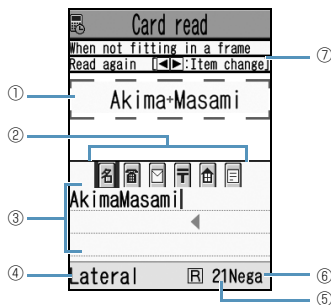 Card read
When not fitting in a frame
Read again [◀▶]:Item change]
⑦
①
Akima+Masami
②
名 〒
③
AkimaMasami
④
Lateral R 21Nega
⑥
⑤